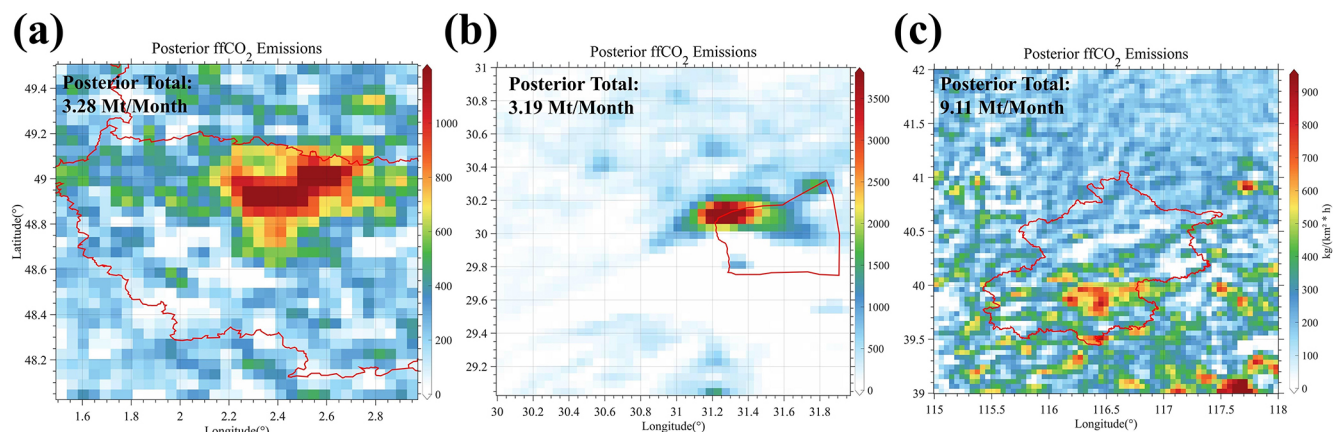 (a)
Posterior ffCO2 Emissions
Posterior Total:
3.28 Mt/Month
49.4
49.2
49
48.8
48.6
48.4
48.2
Latitude(°)
1.6 1.8 2 2.2 2.4 2.6 2.8
Longitude(°)
1000
800
600
400
200
0
(b)
Posterior ffCO2 Emissions
Posterior Total:
3.19 Mt/Month
31
30.8
30.6
30.4
30.2
30
29.8
29.6
29.4
29.2
30 30.2 30.4 30.6 30.8 31 31.2 31.4 31.6 31.8
Longitude(°)
3500
3000
2500
2000
1500
1000
500
0
(c)
Posterior ffCO2 Emissions
Posterior Total:
9.11 Mt/Month
42
41.5
41
40.5
40
39.5
39
115 115.5 116 116.5 117 117.5 118
Longitude(°)
900
800
700
600
500
400
300
200
100
0
kg/(km² * h)